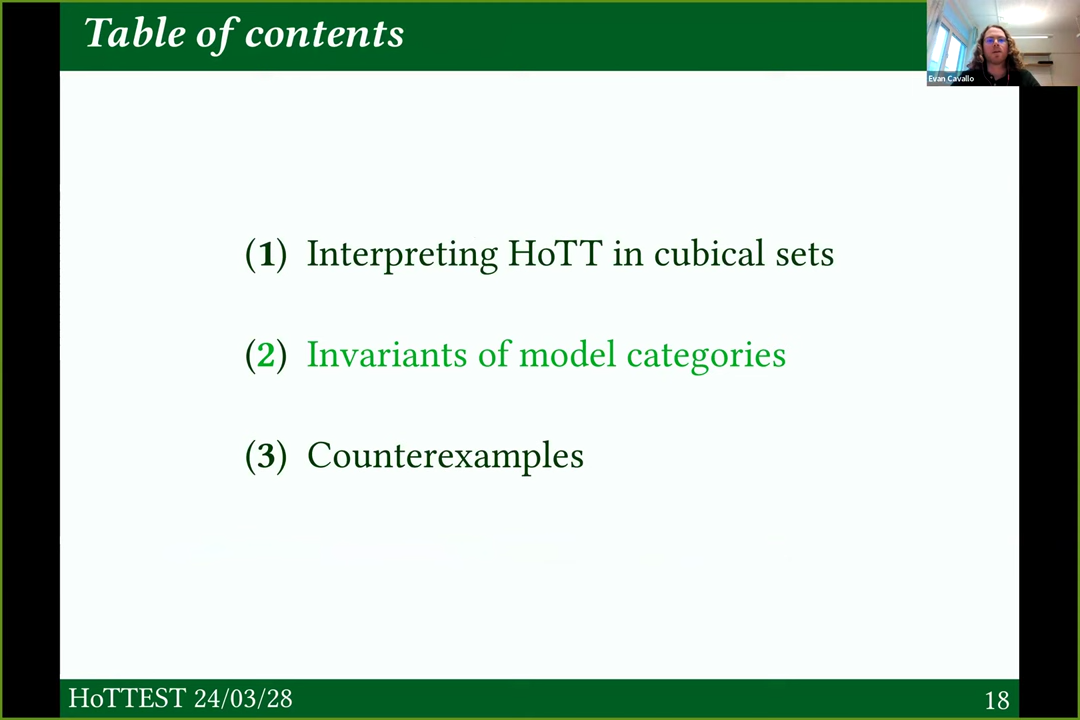 Table of contents
Evan Cavallo
(1) Interpreting HoTT in cubical sets
(2) Invariants of model categories
(3) Counterexamples
HoTTEST 24/03/28
18